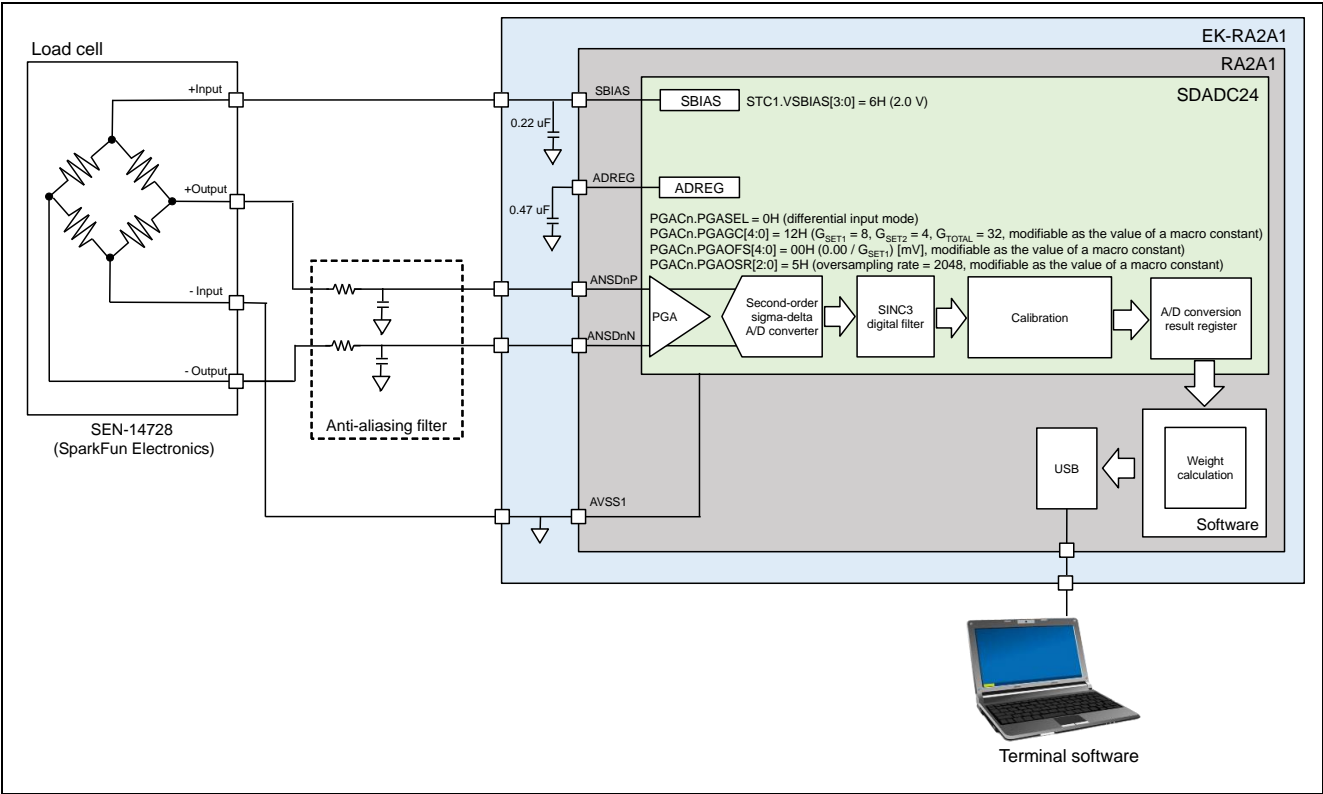 EK-RA2A1
RA2A1
SDADC24
Load cell
+Input
SBIAS
SBIAS
STC1.VSBIAS[3:0] = 6H (2.0 V)
0.22 uF
ADREG
ADREG
+Output
0.47 uF
PGACn.PGASEL = 0H (differential input mode)
PGACn.PGAGC[4:0] = 12H (GSET1 = 8, GSET2 = 4, GTOTAL = 32, modifiable as the value of a macro constant)
PGACn.PGAOFS[4:0] = 00H (0.00 / GSET1) [mV], modifiable as the value of a macro constant)
PGACn.PGAOSR[2:0] = 5H (oversampling rate = 2048, modifiable as the value of a macro constant)
- Input
ANSDnP
PGA
Second-order
sigma-delta
A/D converter
SINC3
digital filter
Calibration
A/D conversion
result register
ANSDnN
- Output
Anti-aliasing filter
SEN-14728
(SparkFun Electronics)
USB
Weight
calculation
Software
AVSS1
Terminal software